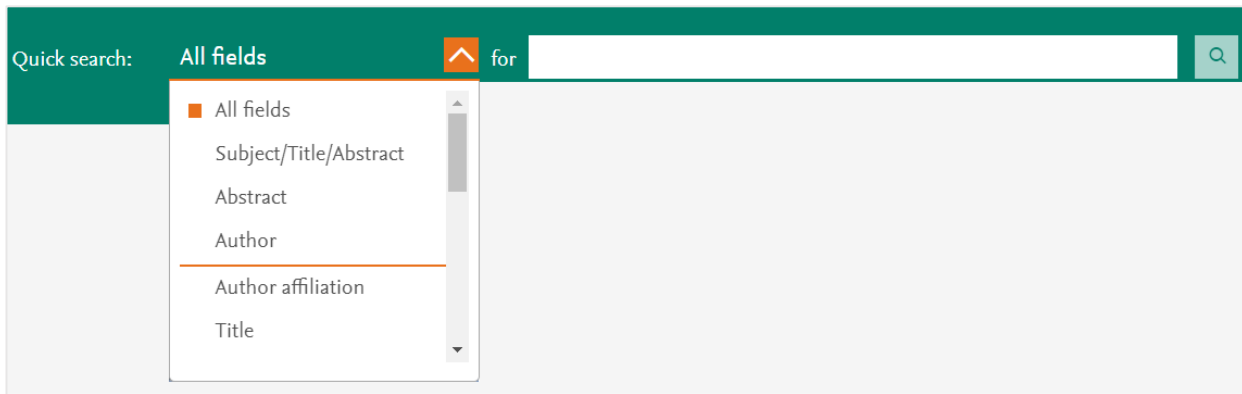 Quick search: All fields for
All fields
Subject/Title/Abstract
Abstract
Author
Author affiliation
Title